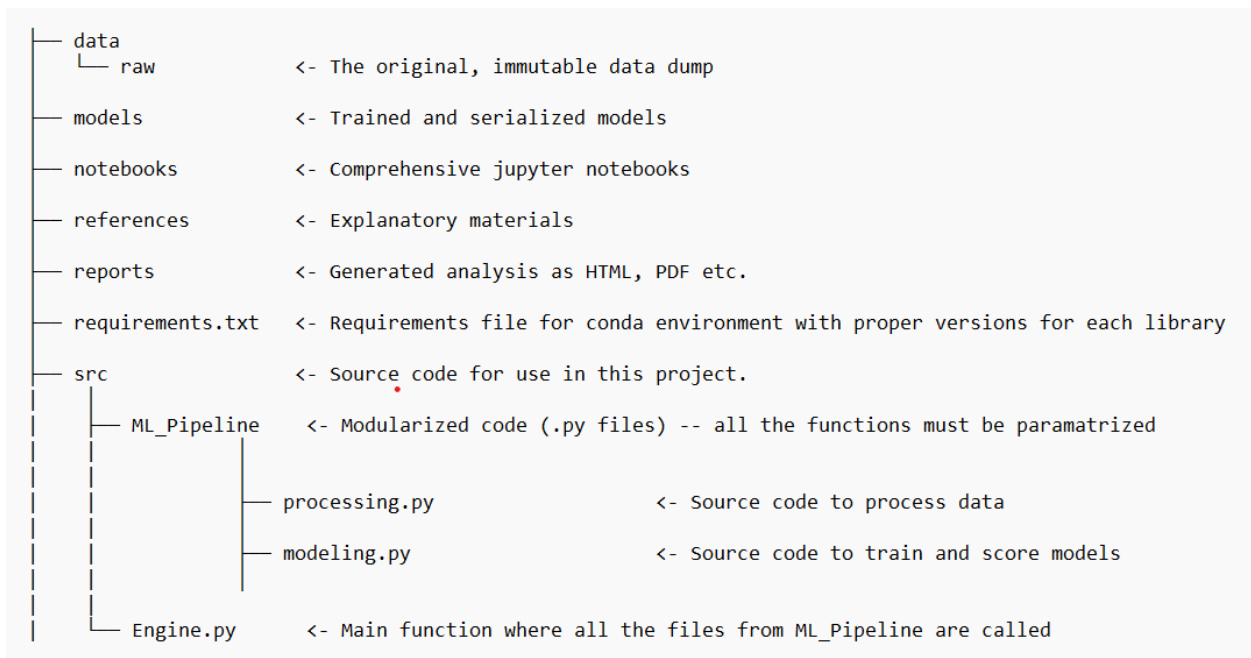 data
raw <- The original, immutable data dump
models <- Trained and serialized models
notebooks <- Comprehensive jupyter notebooks
references <- Explanatory materials
reports <- Generated analysis as HTML, PDF etc.
requirements.txt <- Requirements file for conda environment with proper versions for each library
src <- Source code for use in this project.
ML_Pipeline <- Modularized code (.py files) -- all the functions must be paramatrized
processing.py <- Source code to process data
modeling.py <- Source code to train and score models
Engine.py <- Main function where all the files from ML_Pipeline are called